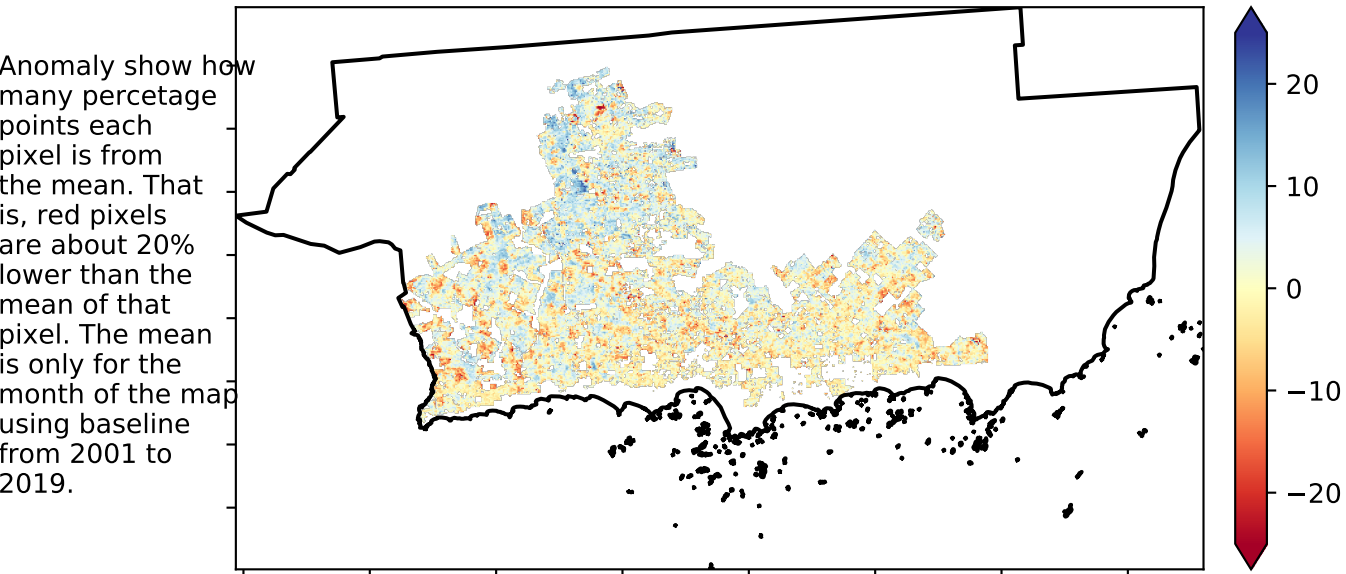 Anomaly show how
many percetage
points each
pixel is from
the mean. That
is, red pixels
are about 20%
lower than the
mean of that
pixel. The mean
is only for the
month of the map
using baseline
from 2001 to
2019.
20
10
0
−10
−20